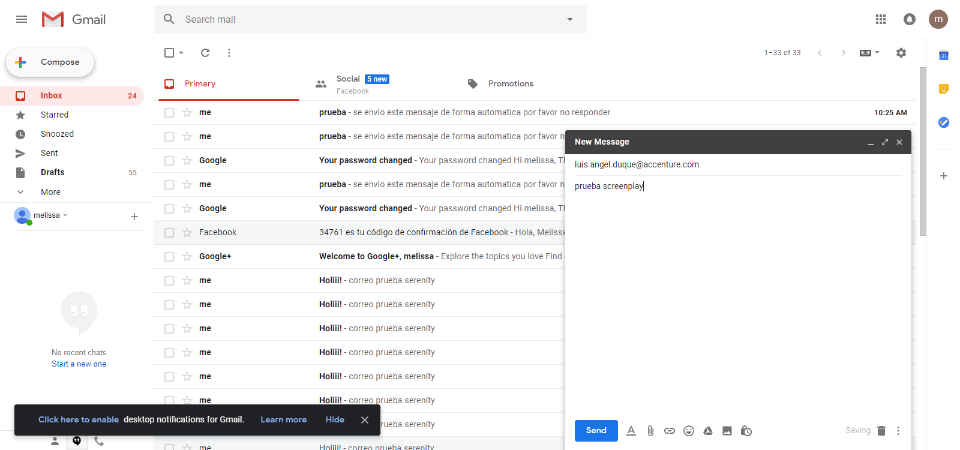 Gmail
Search mail
m
Compose
1–33 of 33
31
Primary
Social 5 new
Facebook
Promotions
Inbox 24
Starred
Snoozed
Sent
Drafts 55
More
melissa
No recent chats
Start a new one
me prueba - se envio este mensaje de forma automatica por favor no responder 10:25 AM
me prueba - se envio este mensaje de forma automatica por favor n
Google Your password changed - Your password changed Hi melissa, Th
me prueba - se envio este mensaje de forma automatica por favor n
Google Your password changed - Your password changed Hi melissa, Th
Facebook 34761 es tu código de confirmación de Facebook - Hola, Melissa
Google+ Welcome to Google+, melissa - Explore the topics you love Find
me Holiii! - correo prueba serenity
me Holiii! - correo prueba serenity
me Holiii! - correo prueba serenity
me Holiii! - correo prueba serenity
me Holiii! - correo prueba serenity
me Holiii! - correo prueba serenity
prueba serenity
me Holiii! - correo prueba serenity
New Message
luis.angel.duque@accenture.com
prueba screenplay
Send
Saving
Click here to enable desktop notifications for Gmail. Learn more Hide